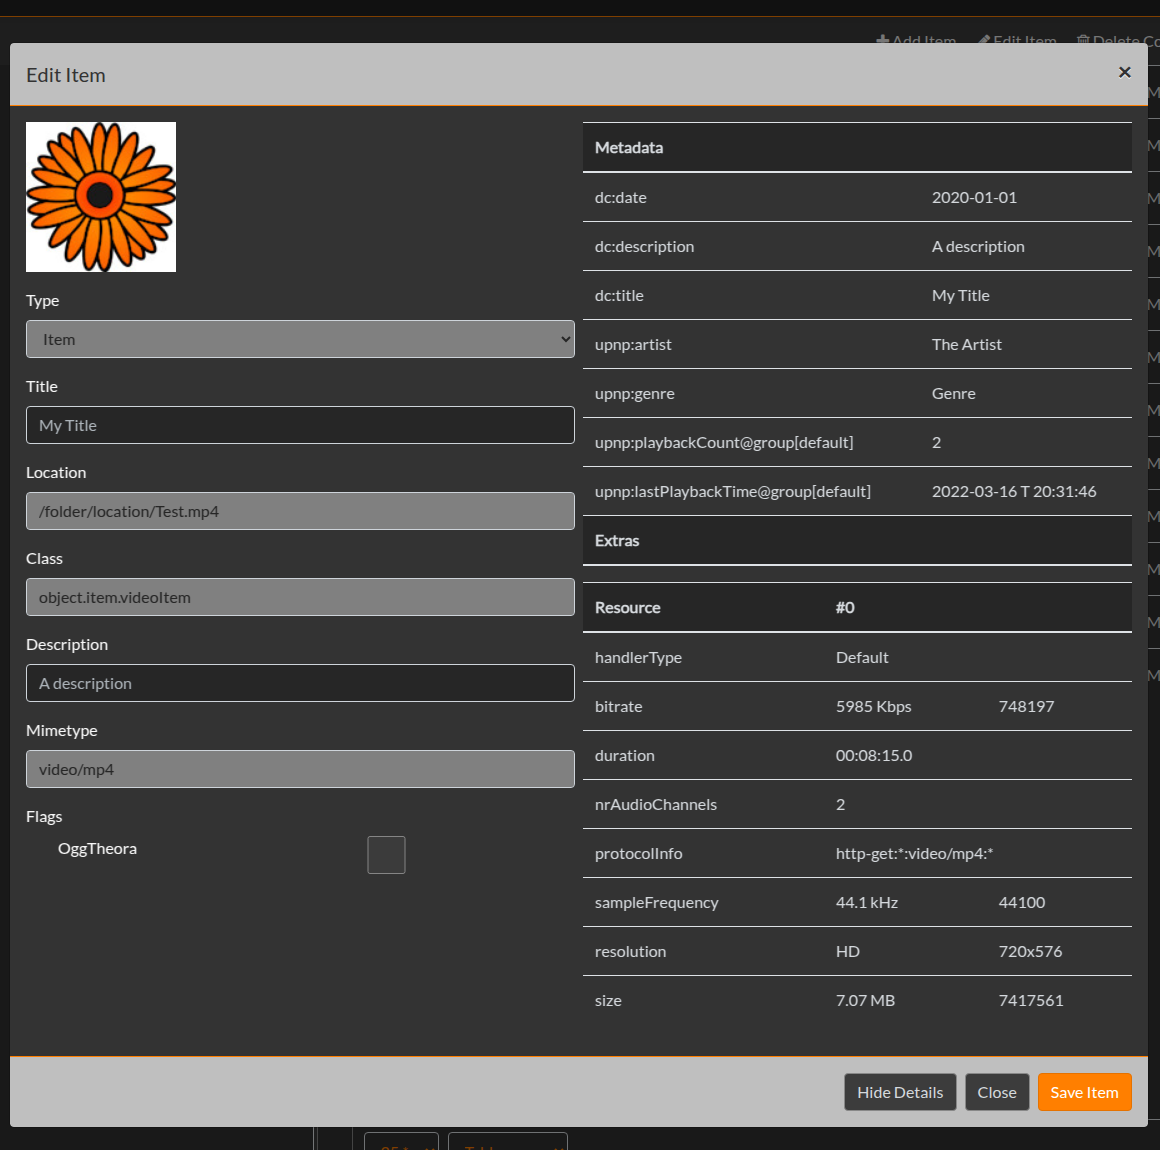 Add Item Edit Item
Edit Item ×
Type
Item
Title
My Title
Location
/folder/location/Test.mp4
Class
object.item.videoItem
Description
A description
Mimetype
video/mp4
Flags
OggTheora
Metadata
dc:date 2020-01-01
dc:description A description
dc:title My Title
upnp:artist The Artist
upnp:genre Genre
upnp:playbackCount@group[default] 2
upnp:lastPlaybackTime@group[default] 2022-03-16 T 20:31:46
Extras
Resource #0
handlerType Default
bitrate 5985 Kbps 748197
duration 00:08:15.0
nrAudioChannels 2
protocolInfo http-get:*:video/mp4:*
sampleFrequency 44.1 kHz 44100
resolution HD 720x576
size 7.07 MB 7417561
Hide Details Close Save Item